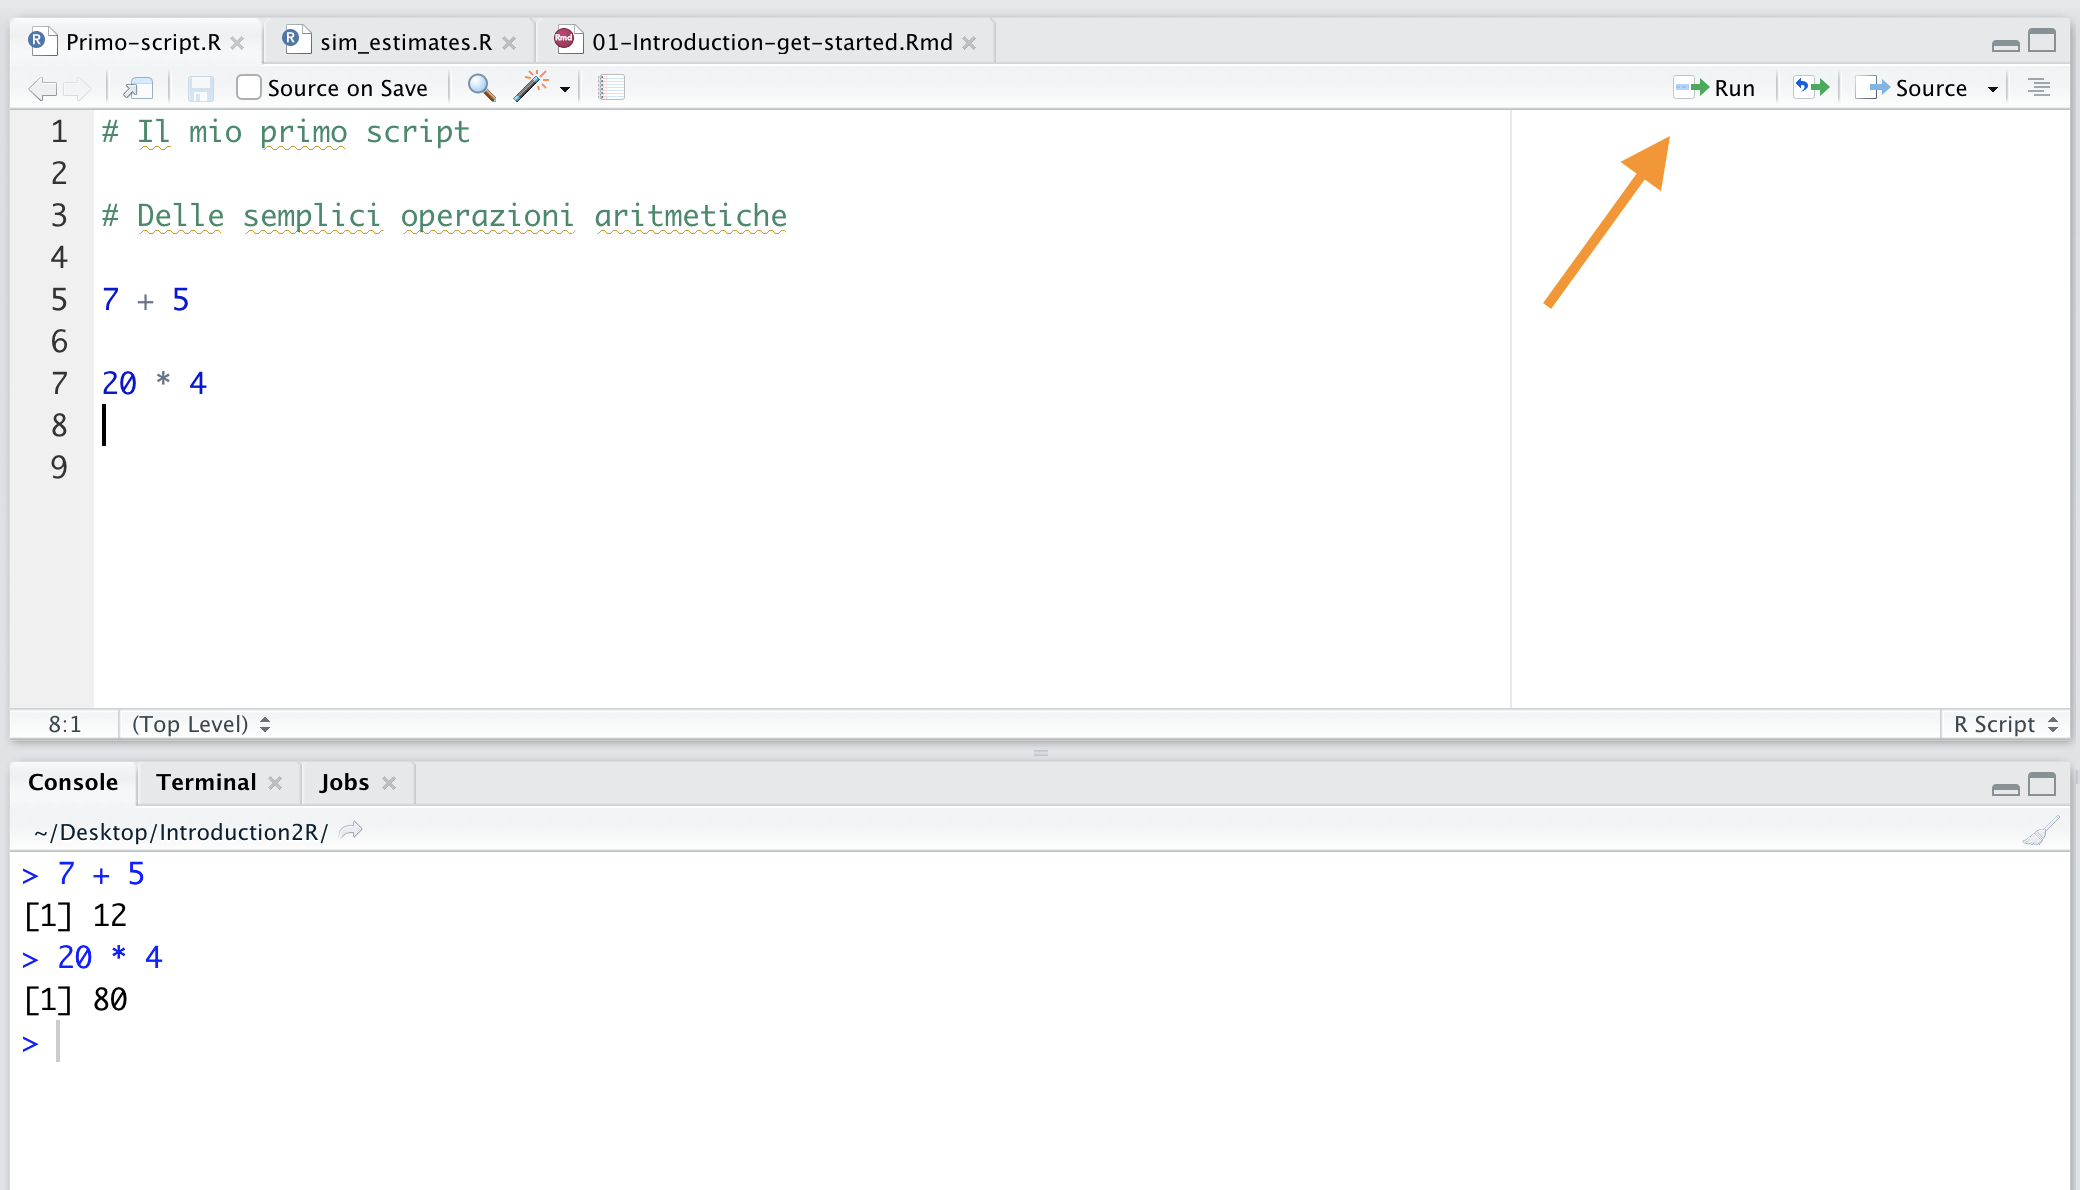 Primo-script.R sim_estimates.R 01-Introduction-get-started.Rmd
Source on Save Run Source
1 # Il mio primo script
2
3 # Delle semplici operazioni aritmetiche
4
5 7 + 5
6
7 20 * 4
8
9
8:1 (Top Level) R Script
Console Terminal Jobs
~/Desktop/Introduction2R/
> 7 + 5
[1] 12
> 20 * 4
[1] 80
>